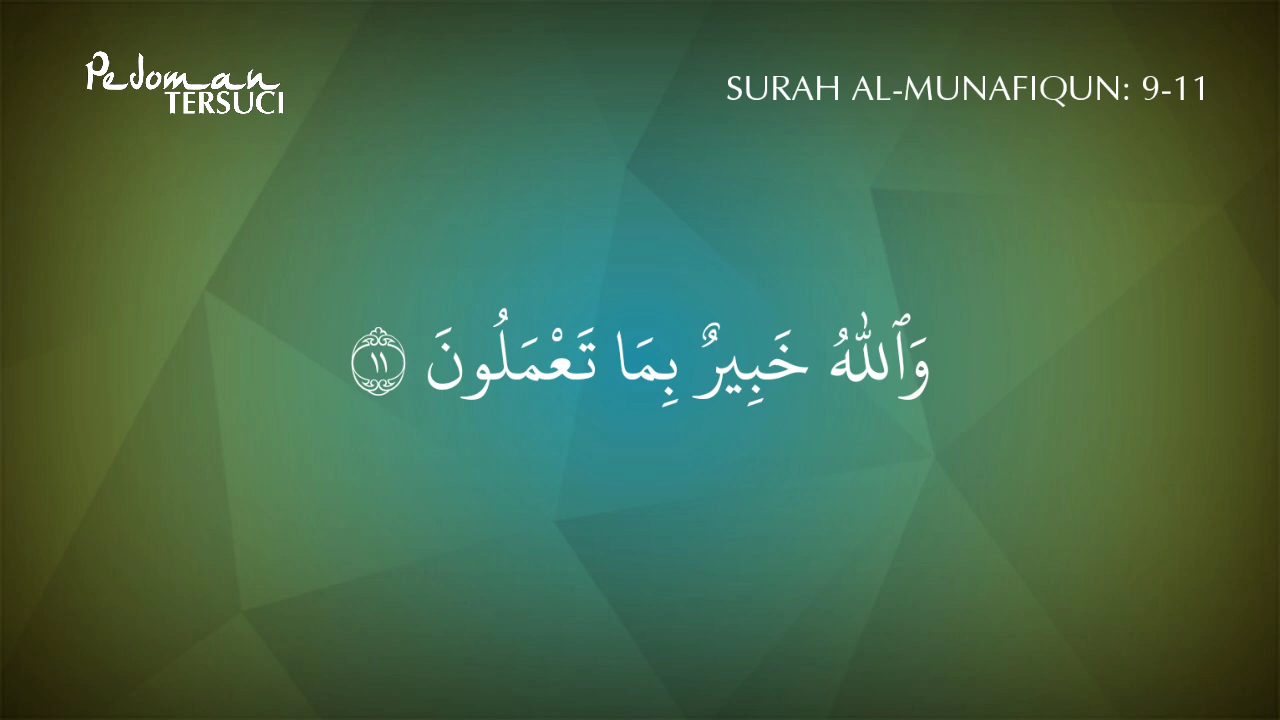 Pedoman
TERSUCI
SURAH AL-MUNAFIQUN: 9-11
وَٱللَّهُ خَبِيرٌۢ بِمَا تَعْمَلُونَ ١١